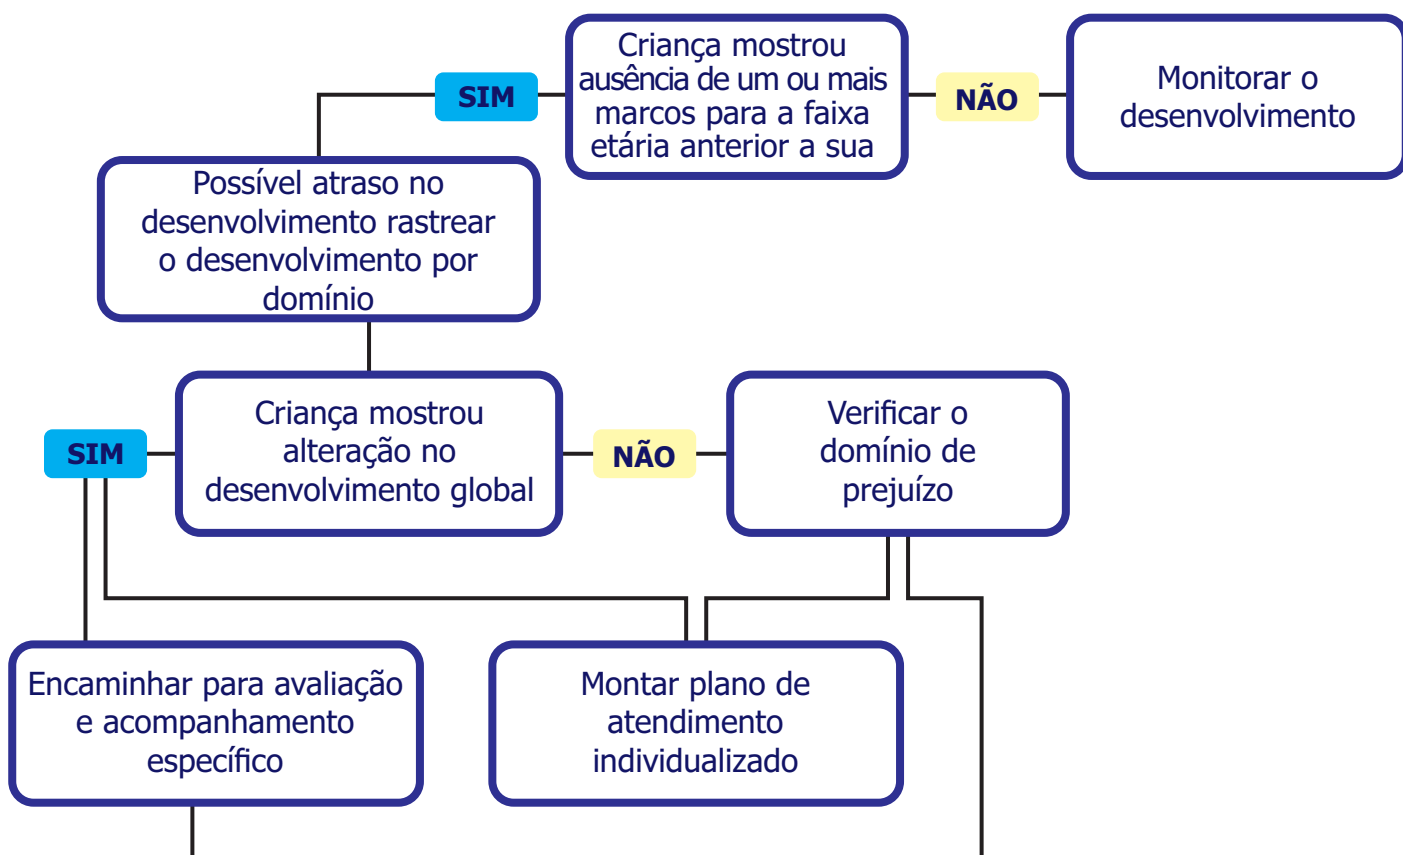 Criança mostrou
ausência de um ou mais
marcos para a faixa
etária anterior a sua
SIM
NÃO
Monitorar o
desenvolvimento
Possível atraso no
desenvolvimento rastrear
o desenvolvimento por
domínio
SIM
Criança mostrou
alteração no
desenvolvimento global
NÃO
Verificar o
domínio de
prejuízo
Encaminhar para avaliação
e acompanhamento
específico
Montar plano de
atendimento
individualizado